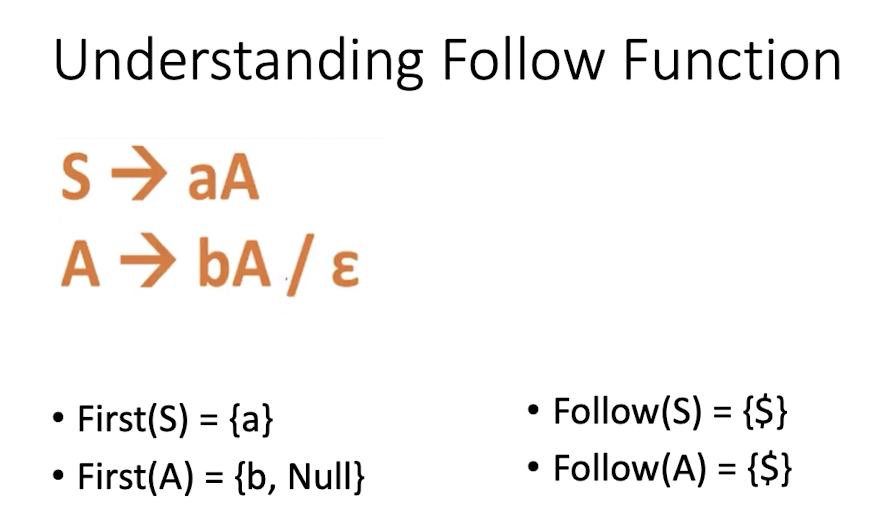 Understanding Follow Function
S → aA
A → bA / ε
• First(S) = {a}
• First(A) = {b, Null}
• Follow(S) = {$}
• Follow(A) = {$}